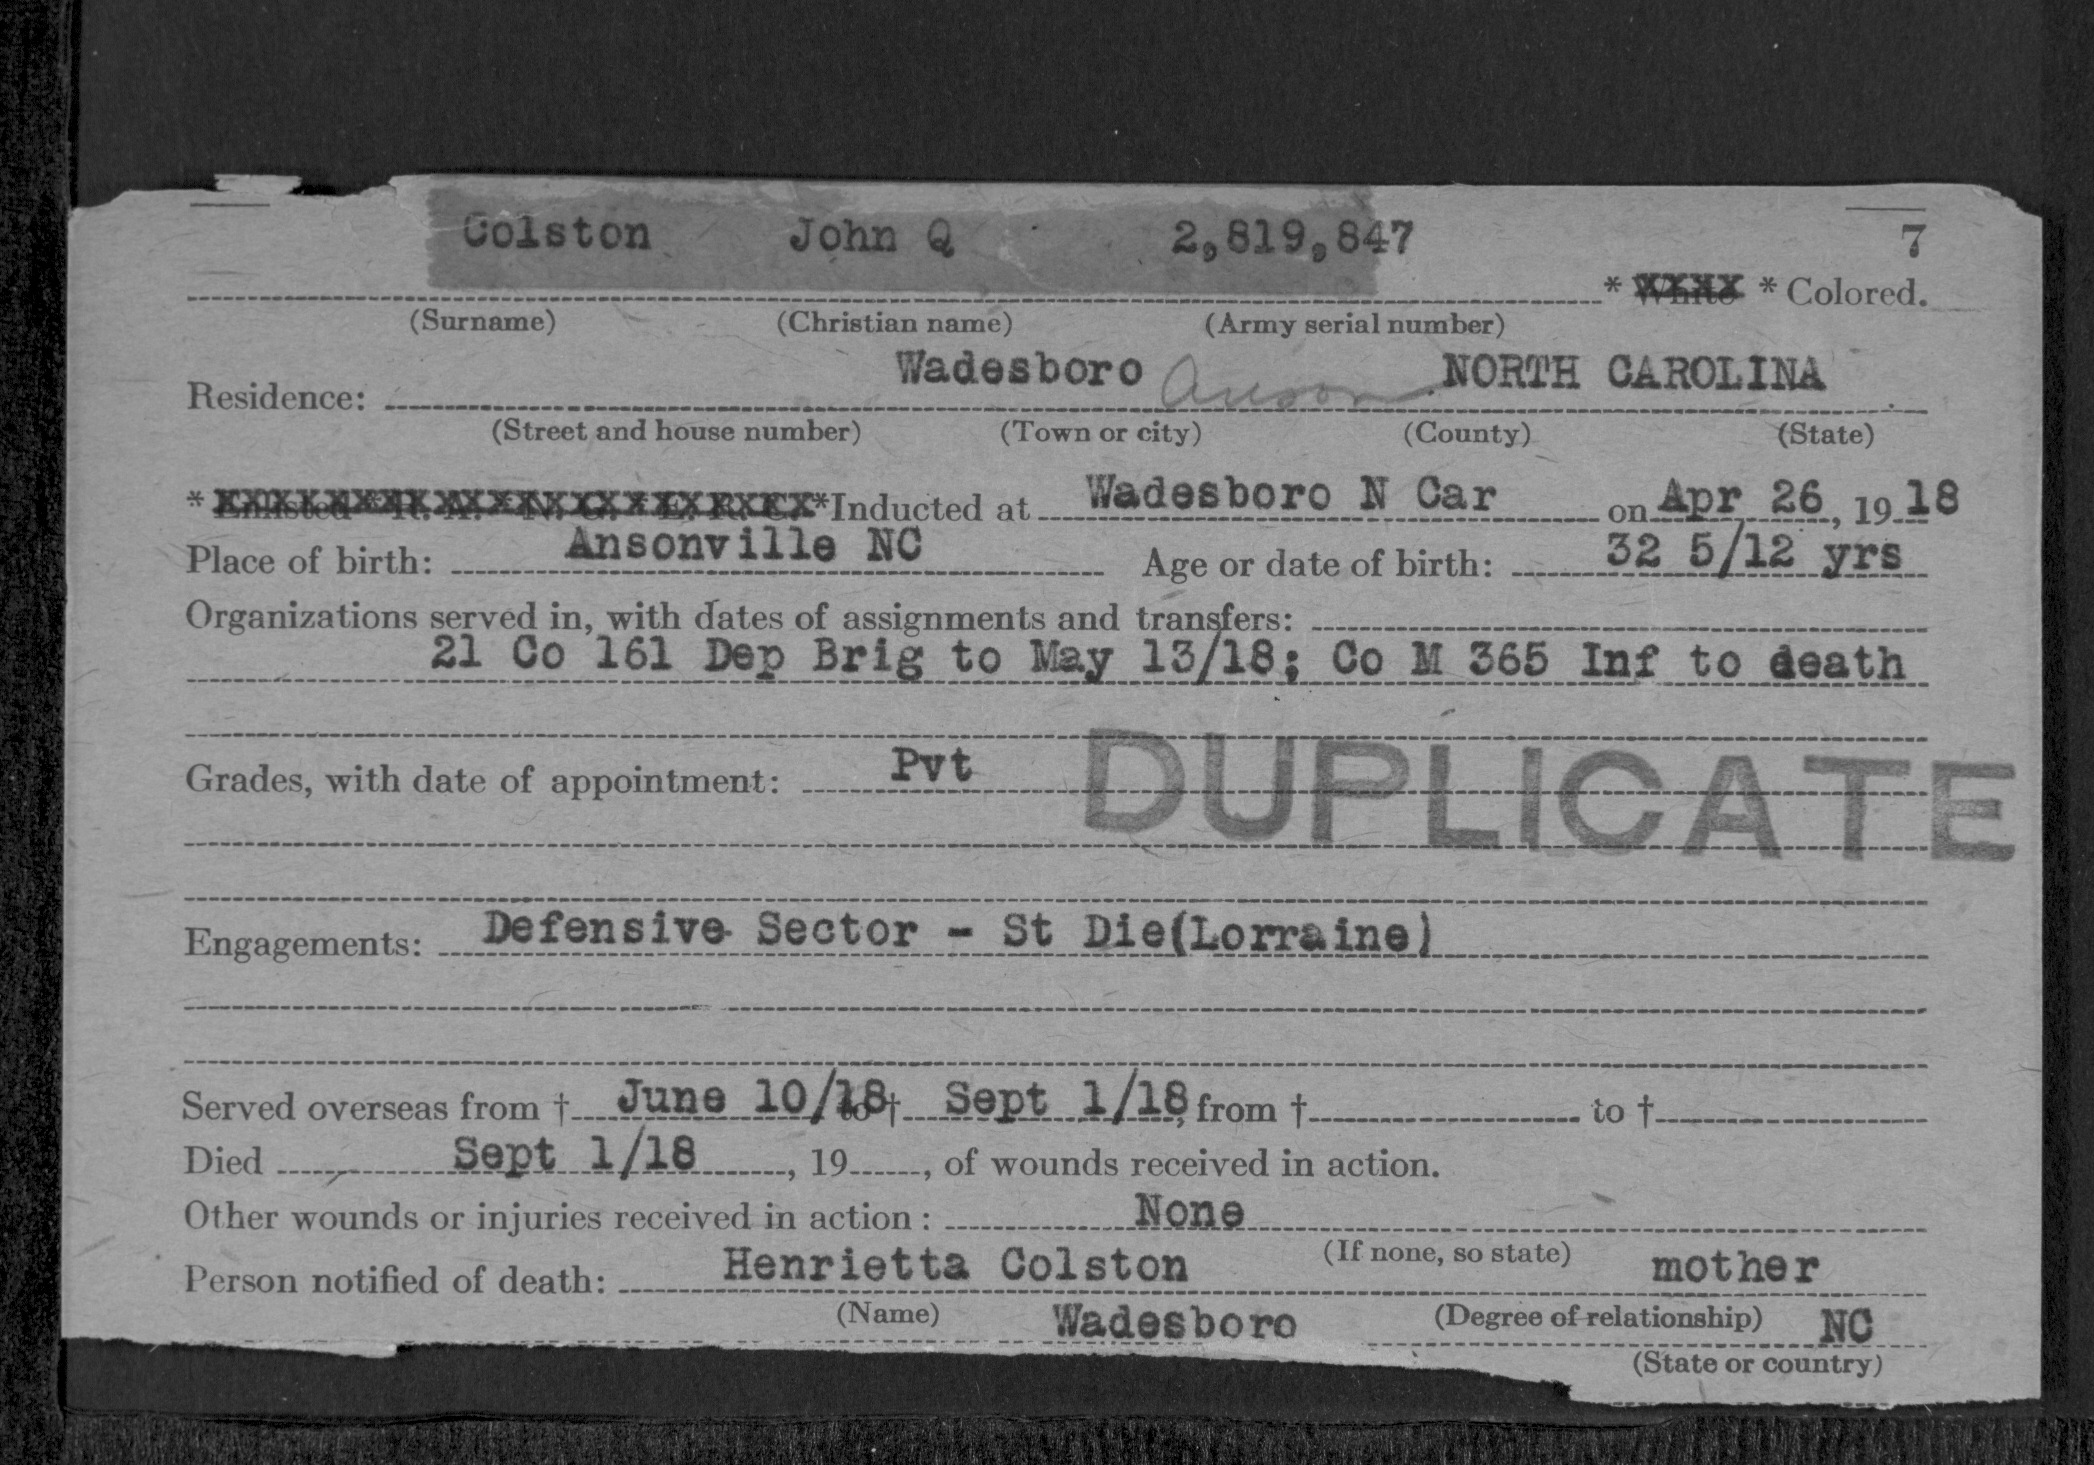 Colston John Q 2,819,847 7
* White * Colored.
(Surname) (Christian name) (Army serial number)
Residence: Wadesboro Anson NORTH CAROLINA
(Street and house number) (Town or city) (County) (State)
* Enlisted R. A. * N. G. * E. R. C. *Inducted at Wadesboro N Car on Apr 26, 19 18
Place of birth: Ansonville NC Age or date of birth: 32 5/12 yrs
Organizations served in, with dates of assignments and transfers:
21 Co 161 Dep Brig to May 13/18; Co M 365 Inf to death
Grades, with date of appointment: Pvt
DUPLICATE
Engagements: Defensive Sector - St Die(Lorraine)
Served overseas from † June 10/18 to † Sept 1/18, from † to †
Died Sept 1/18, 19, of wounds received in action.
Other wounds or injuries received in action: None
(If none, so state)
Person notified of death: Henrietta Colston mother
(Name) (Degree of relationship)
Wadesboro NC
(State or country)